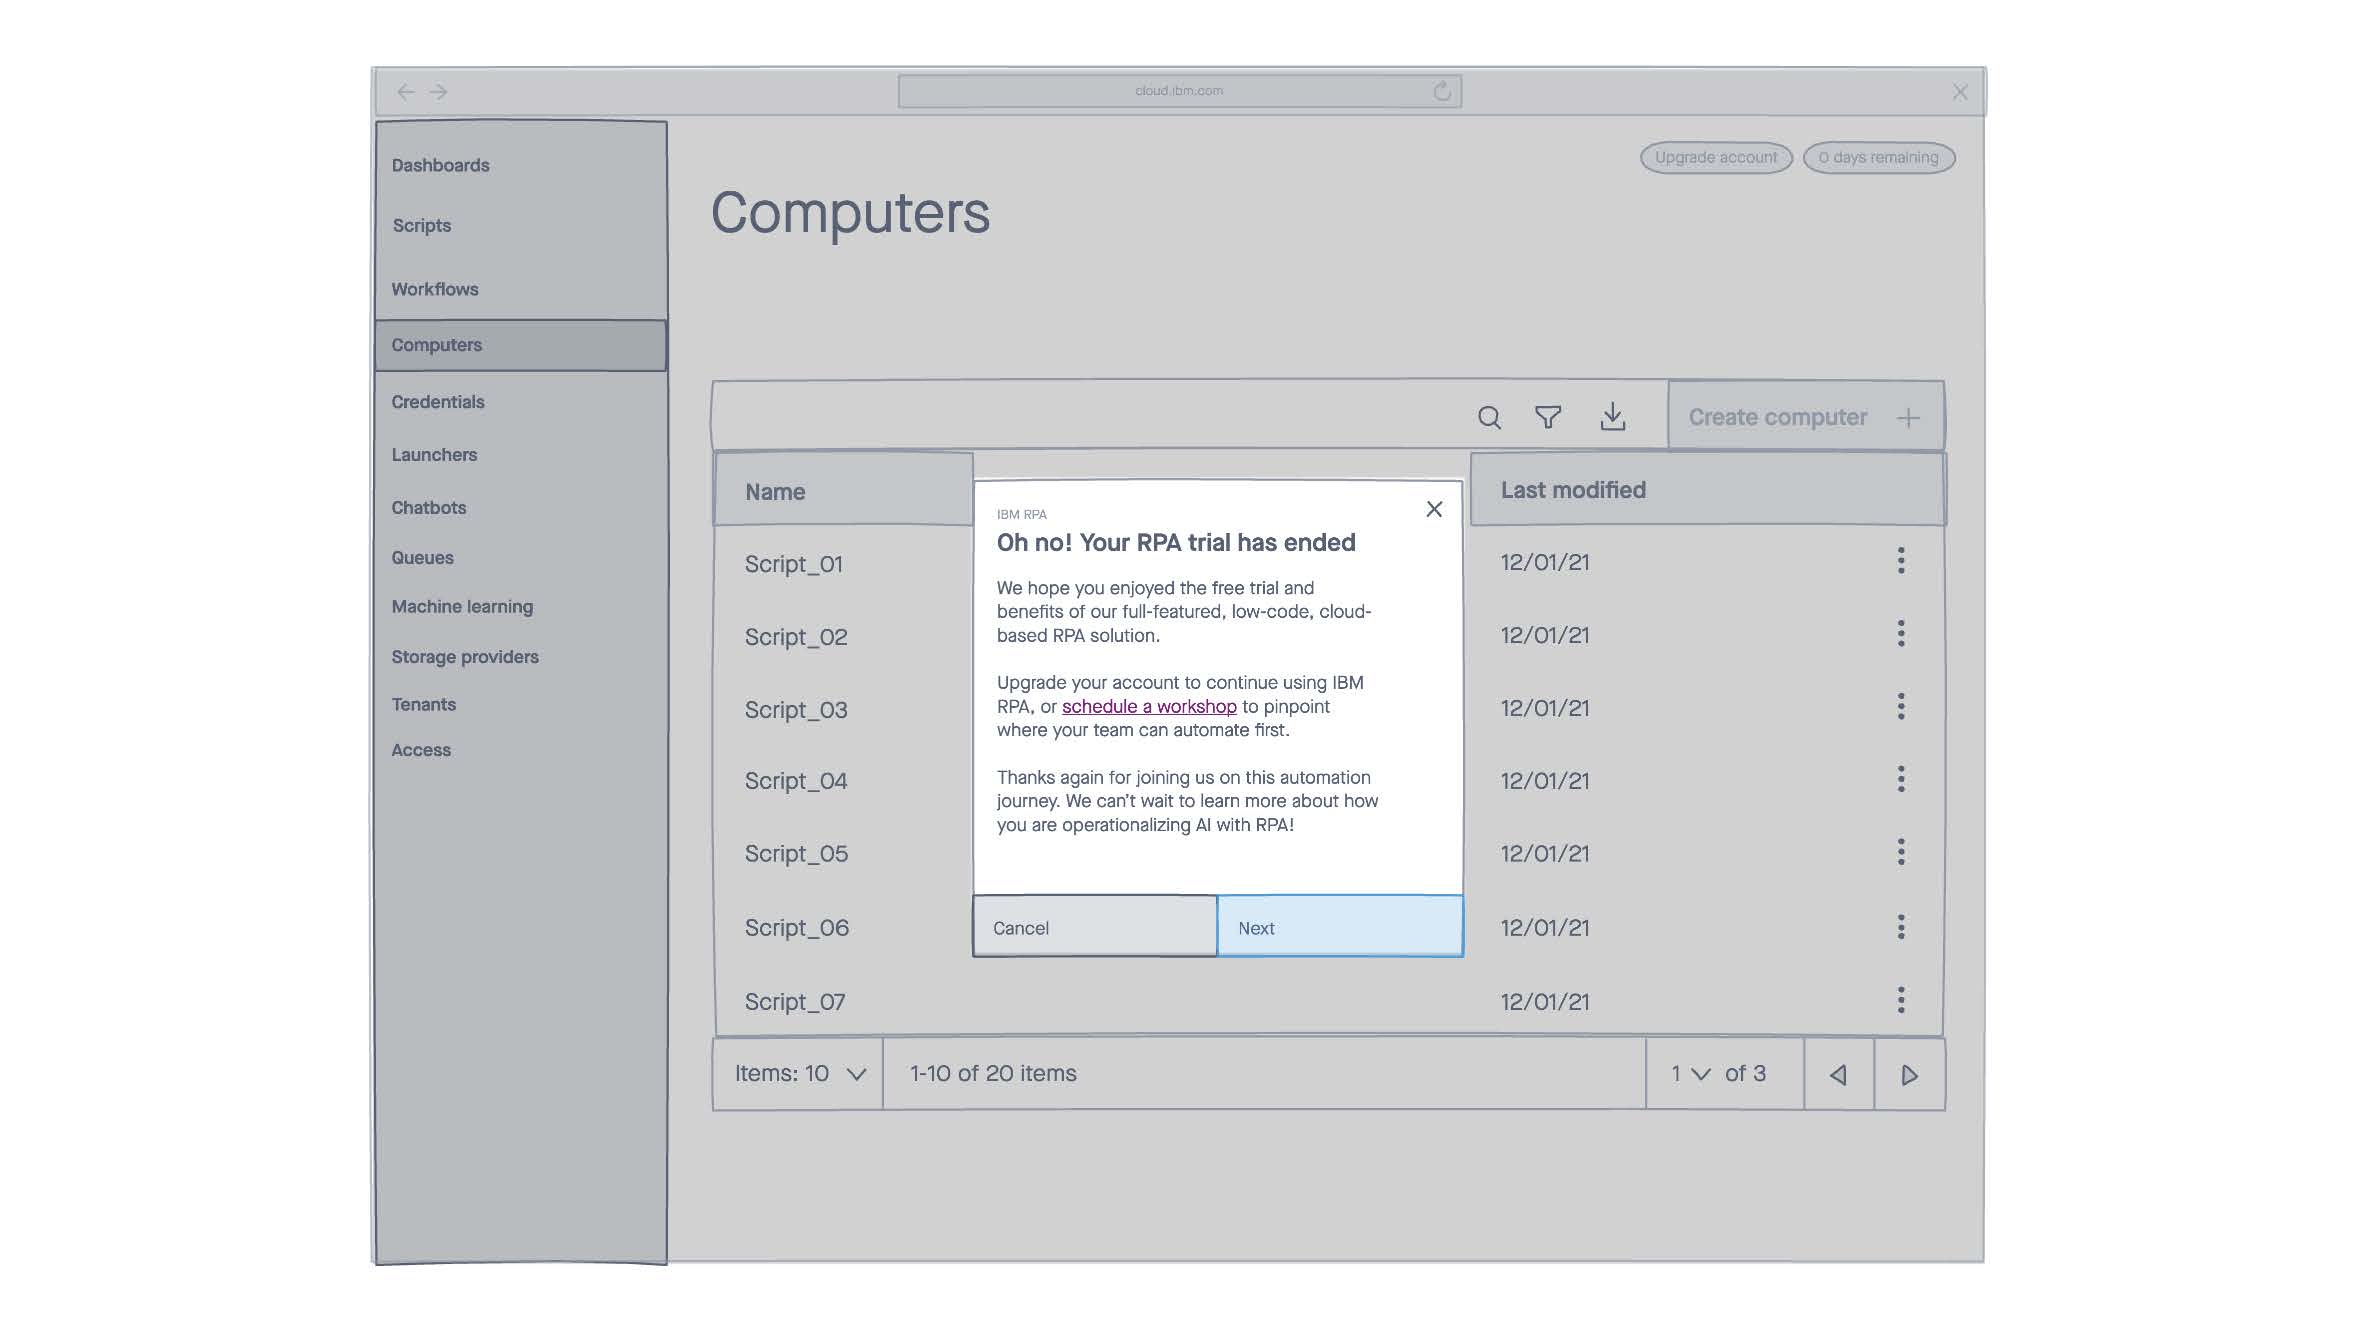 cloud.ibm.com
Upgrade account
0 days remaining
Dashboards
Scripts
Workflows
Computers
Credentials
Launchers
Chatbots
Queues
Machine learning
Storage providers
Tenants
Access
Computers
Create computer
Name
Last modified
Script_01
12/01/21
Script_02
12/01/21
Script_03
12/01/21
Script_04
12/01/21
Script_05
12/01/21
Script_06
12/01/21
Script_07
12/01/21
Items: 10
1-10 of 20 items
1 of 3
IBM RPA
Oh no! Your RPA trial has ended
We hope you enjoyed the free trial and
benefits of our full-featured, low-code, cloud-
based RPA solution.
Upgrade your account to continue using IBM
RPA, or schedule a workshop to pinpoint
where your team can automate first.
Thanks again for joining us on this automation
journey. We can't wait to learn more about how
you are operationalizing AI with RPA!
Cancel
Next